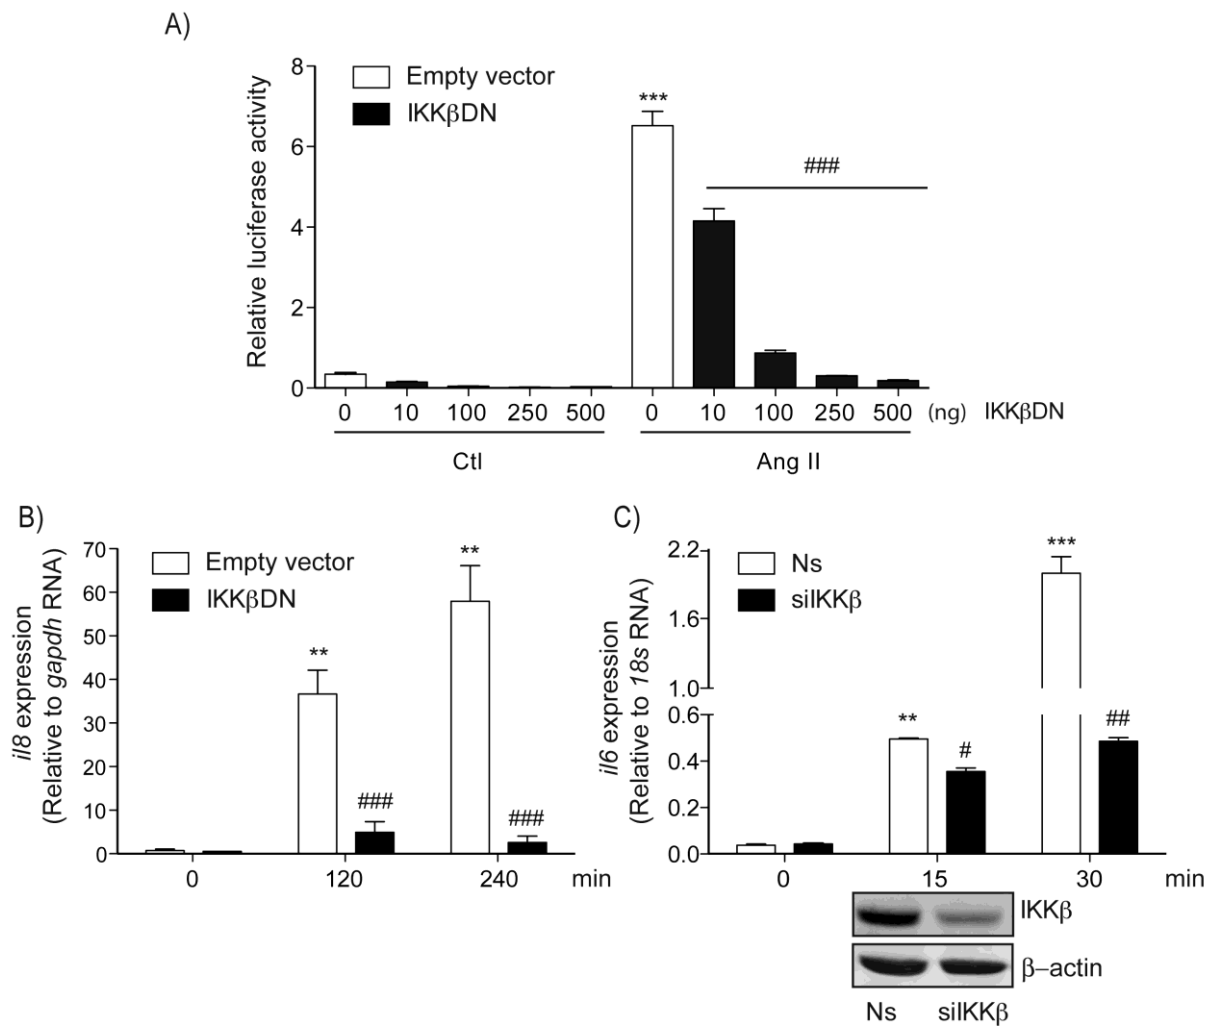 A)
Relative luciferase activity
8
6
4
2
0
Empty vector
IKKβDN
***
###
0 10 100 250 500 0 10 100 250 500 (ng) IKKβDN
Ctl Ang II
B)
il8 expression
(Relative to gapdh RNA)
70
60
50
40
30
20
10
0
Empty vector
IKKβDN
**
**
###
###
0 120 240 min
C)
il6 expression
(Relative to 18s RNA)
2.2
1.6
1.0
0.6
0.4
0.2
0.0
Ns
siIKKβ
***
**
#
##
0 15 30 min
IKKβ
β–actin
Ns siIKKβ